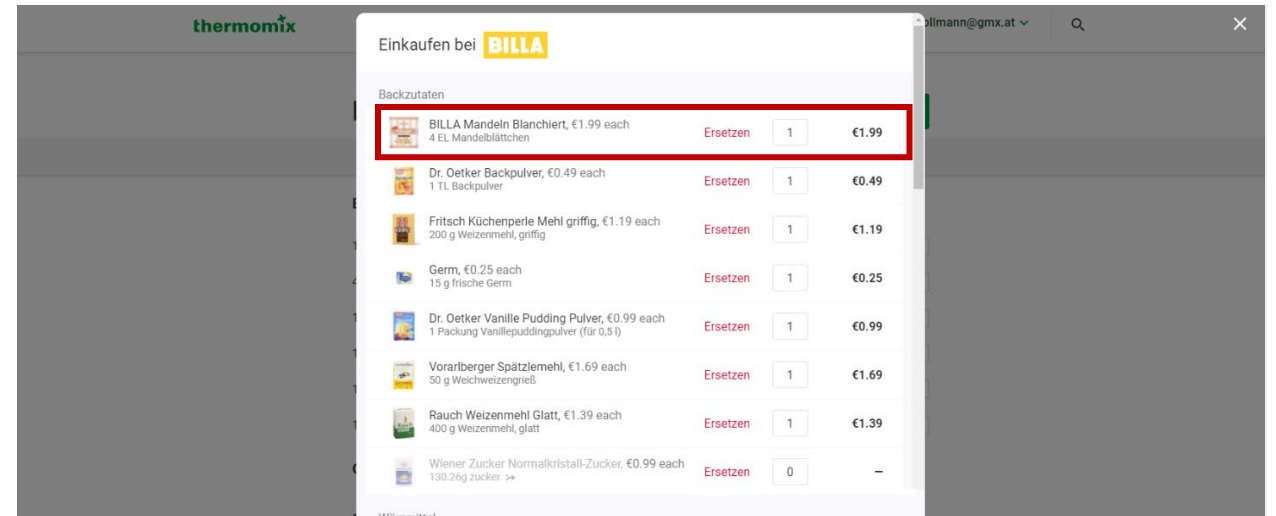 thermomix
ollmann@gmx.at
Einkaufen bei BILLA
Backzutaten
BILLA Mandeln Blanchiert, €1.99 each
4 EL Mandelblättchen
Ersetzen 1 €1.99
Dr. Oetker Backpulver, €0.49 each
1 TL Backpulver
Ersetzen 1 €0.49
Fritsch Küchenperle Mehl griffig, €1.19 each
200 g Weizenmehl, griffig
Ersetzen 1 €1.19
Germ, €0.25 each
15 g frische Germ
Ersetzen 1 €0.25
Dr. Oetker Vanille Pudding Pulver, €0.99 each
1 Packung Vanillepuddingpulver (für 0,5 l)
Ersetzen 1 €0.99
Vorarlberger Spätzlemehl, €1.69 each
50 g Weichweizengrieß
Ersetzen 1 €1.69
Rauch Weizenmehl Glatt, €1.39 each
400 g Weizenmehl, glatt
Ersetzen 1 €1.39
Wiener Zucker Normalkristall-Zucker, €0.99 each
130.26g zucker
Ersetzen 0 –